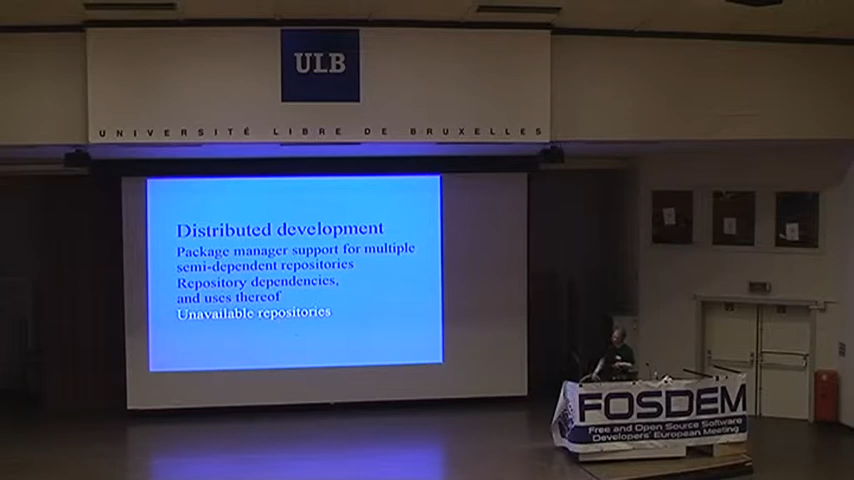 ULB
UNIVERSITÉ LIBRE DE BRUXELLES
Distributed development
Package manager support for multiple
semi-dependent repositories
Repository dependencies,
and uses thereof
Unavailable repositories
FOSDEM
Free and Open Source Software
Developers' European Meeting